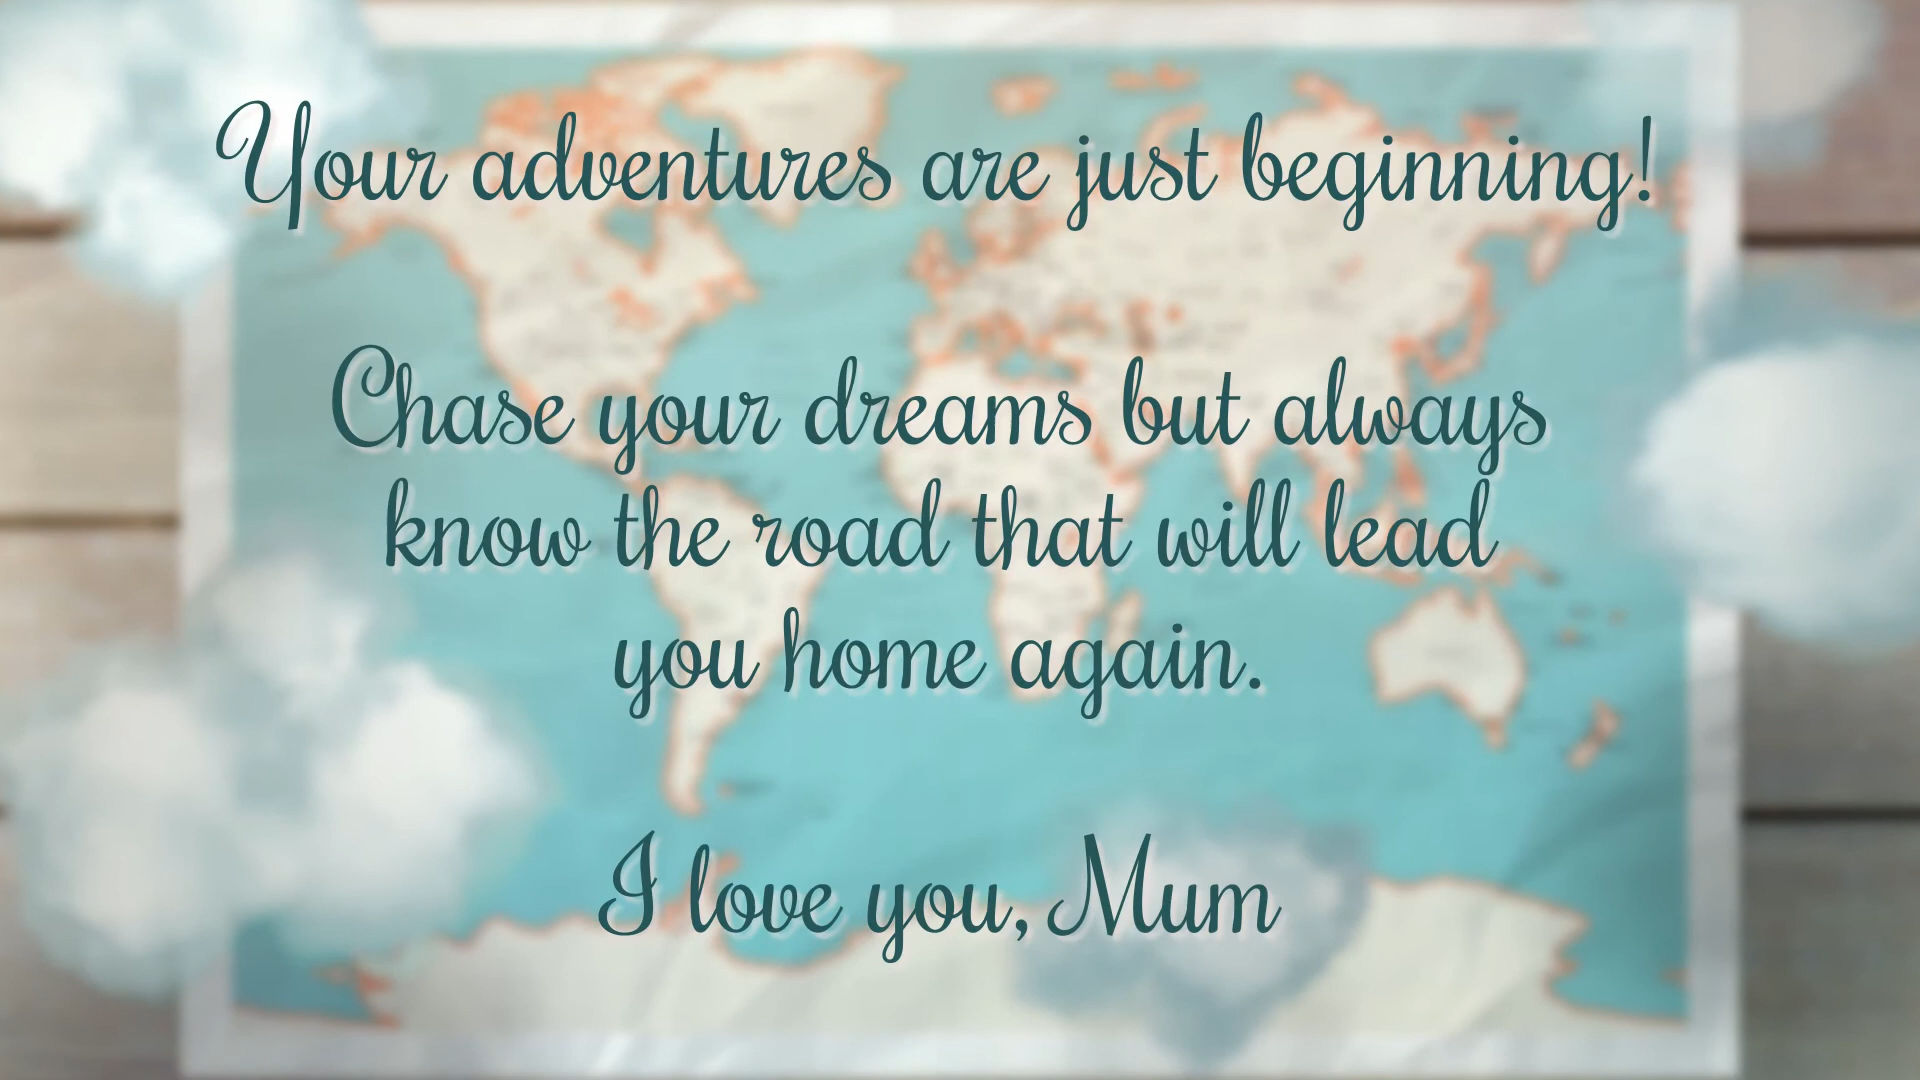 Your adventures are just beginning!
Chase your dreams but always
know the road that will lead
you home again.
I love you, Mum